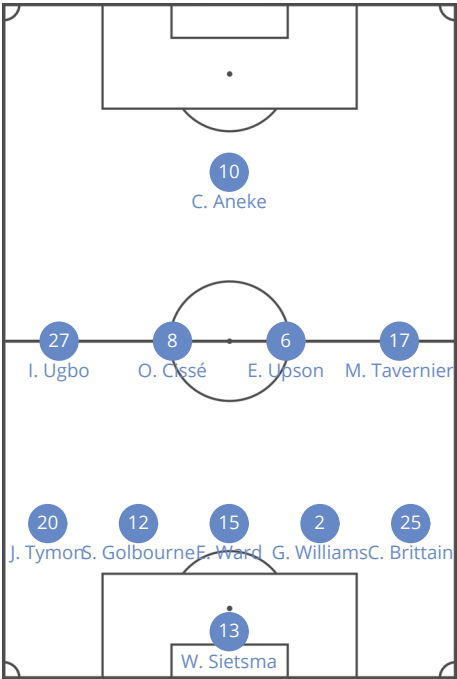 10
C. Aneke
27 8 6 17
I. Ugbo O. Cissé E. Upson M. Tavernier
20 12 15 2 25
J. Tymon S. Golbourne E. Ward G. Williams C. Brittain
13
W. Sietsma